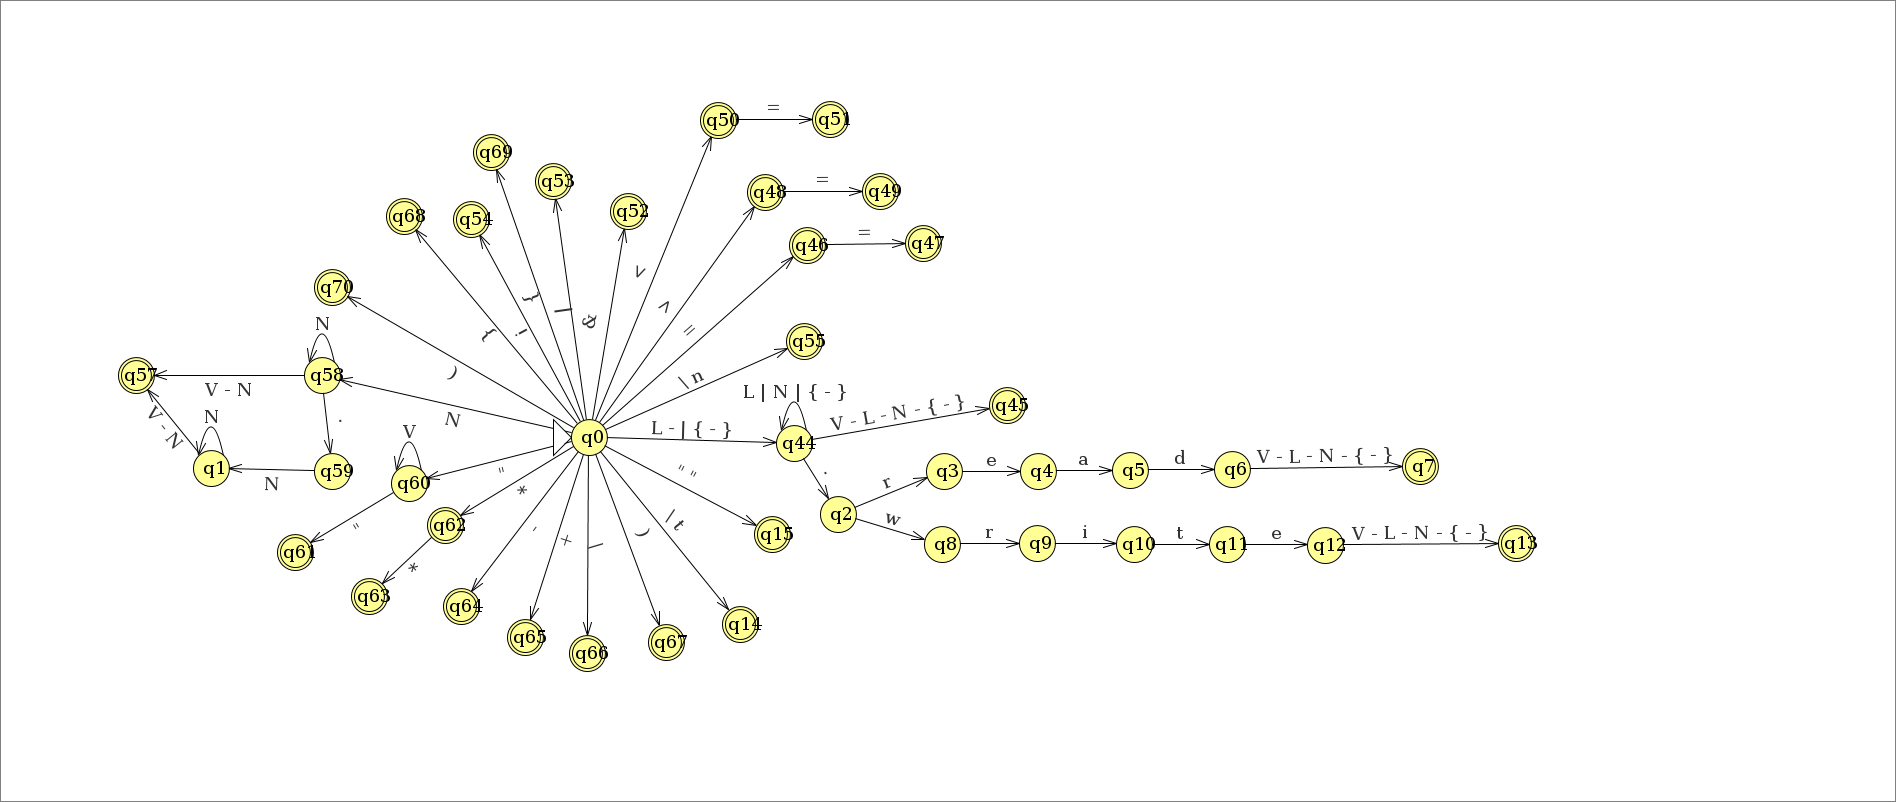 q50
=
q51
q69
q53
q48
=
q49
q68
q54
q52
q46
=
q47
q70
q55
N
q57
V - N
q58
V - N
N
.
q1
N
q59
)
{
!
}
|
&
<
>
=
\ n
N
q0
L - | { - }
L | N | { - }
q44
V - L - N - { - }
q45
.
q2
r
q3
e
q4
a
q5
d
q6
V - L - N - { - }
q7
w
q8
r
q9
i
q10
t
q11
e
q12
V - L - N - { - }
q13
V
q60
"
"
q61
*
q62
*
q63
-
q64
+
q65
/
q66
)
q67
\ t
q14
" "
q15